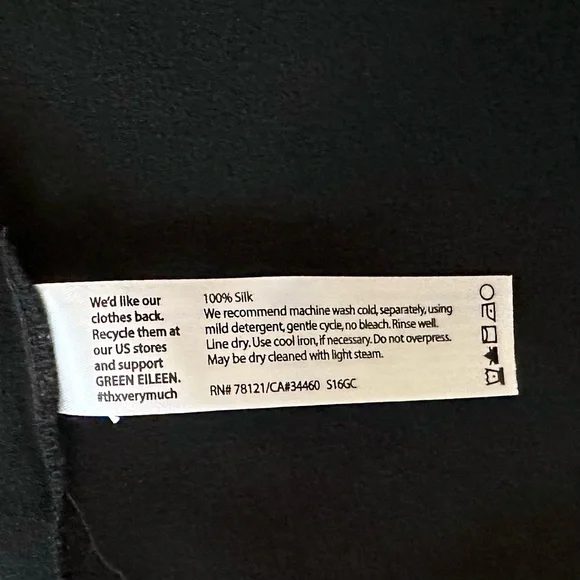 We'd like our
clothes back.
Recycle them at
our US stores
and support
GREEN EILEEN.
#thxverymuch
100% Silk
We recommend machine wash cold, separately, using
mild detergent, gentle cycle, no bleach. Rinse well.
Line dry. Use cool iron, if necessary. Do not overpress.
May be dry cleaned with light steam.
RN# 78121/CA#34460 S16GC